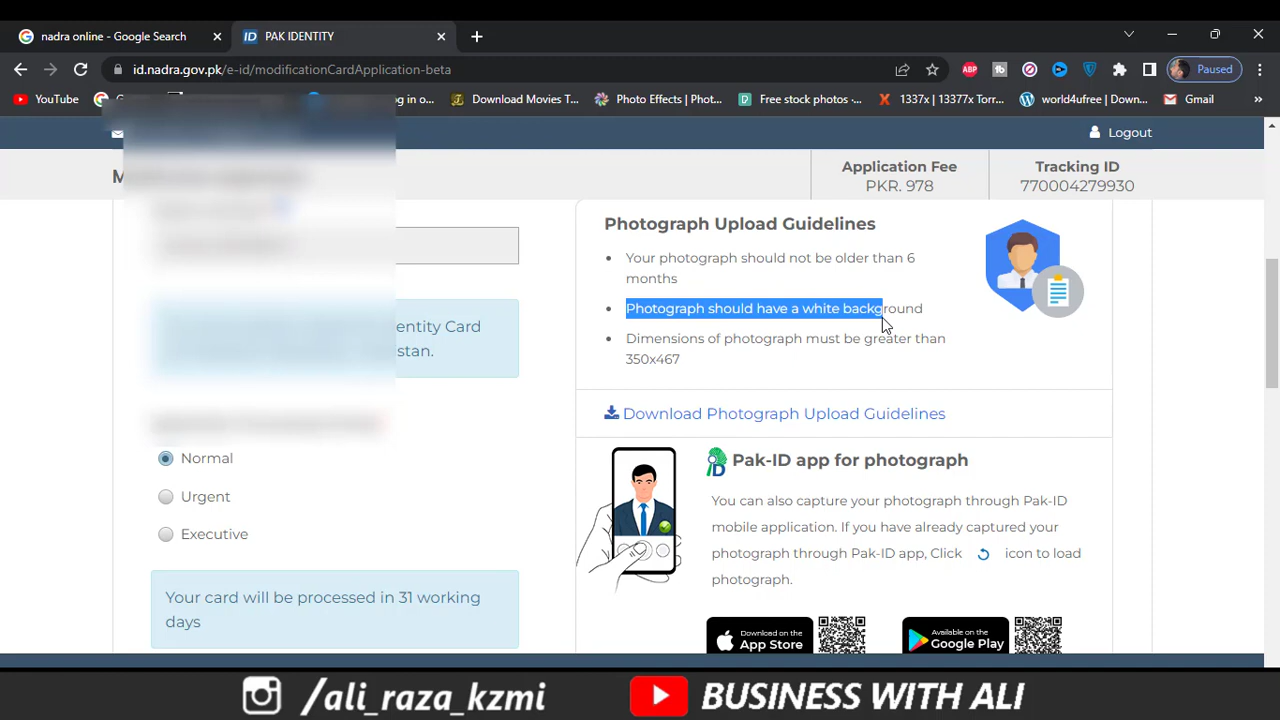 nadra online - Google Search
ID PAK IDENTITY
id.nadra.gov.pk/e-id/modificationCardApplication-beta
ABP
Paused
YouTube
ng in o...
Download Movies T...
Photo Effects | Phot...
Free stock photos -...
1337x | 13377x Torr...
world4ufree | Down...
Gmail
Logout
Application Fee
PKR. 978
Tracking ID
770004279930
Photograph Upload Guidelines
Your photograph should not be older than 6
months
Photograph should have a white background
Dimensions of photograph must be greater than
350x467
entity Card
stan.
Download Photograph Upload Guidelines
Normal
Urgent
Executive
Your card will be processed in 31 working
days
Pak-ID app for photograph
You can also capture your photograph through Pak-ID
mobile application. If you have already captured your
photograph through Pak-ID app, Click icon to load
photograph.
Download on the
App Store
Available on the
Google Play
/ali_raza_kzmi
BUSINESS WITH ALI